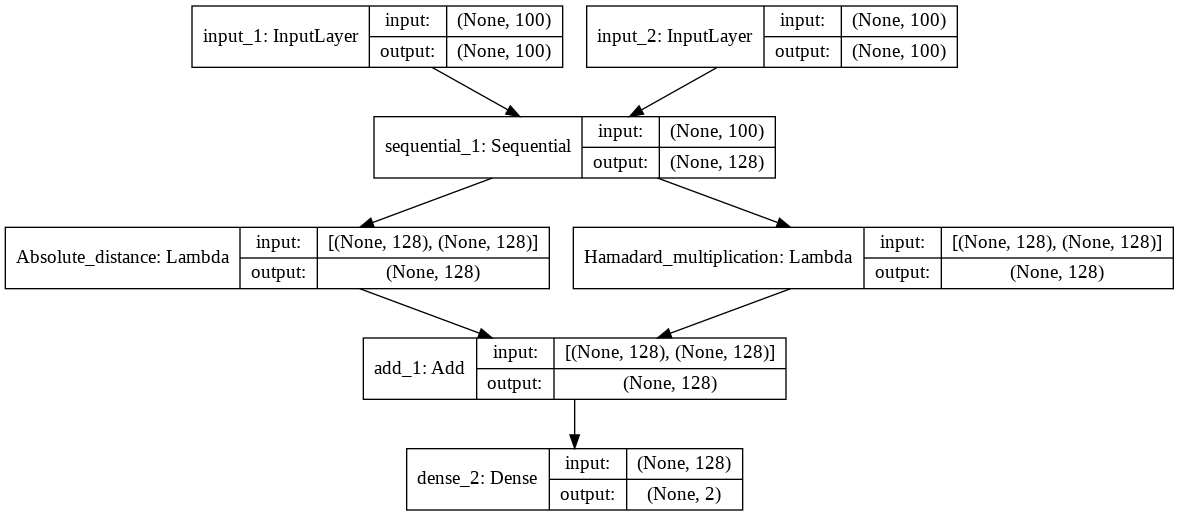 input_1: InputLayer
input: (None, 100)
output: (None, 100)
input_2: InputLayer
input: (None, 100)
output: (None, 100)
sequential_1: Sequential
input: (None, 100)
output: (None, 128)
Absolute_distance: Lambda
input: [(None, 128), (None, 128)]
output: (None, 128)
Hamadard_multiplication: Lambda
input: [(None, 128), (None, 128)]
output: (None, 128)
add_1: Add
input: [(None, 128), (None, 128)]
output: (None, 128)
dense_2: Dense
input: (None, 128)
output: (None, 2)